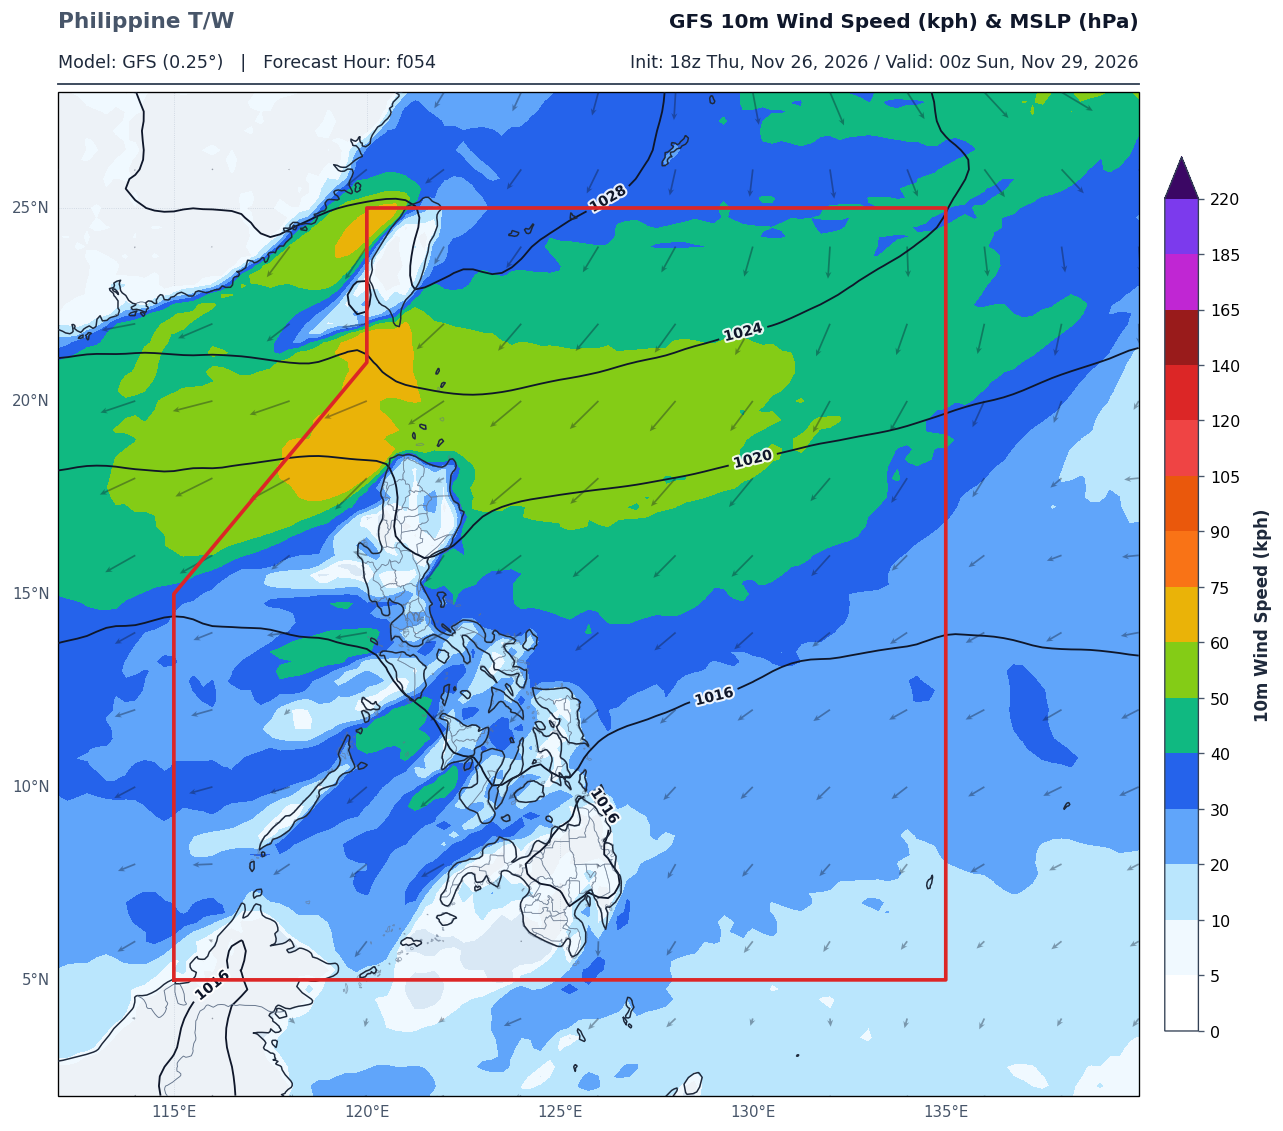 Philippine T/W
GFS 10m Wind Speed (kph) & MSLP (hPa)
Model: GFS (0.25°)   |   Forecast Hour: f054
Init: 18z Thu, Nov 26, 2026 / Valid: 00z Sun, Nov 29, 2026
25°N
20°N
15°N
10°N
5°N
115°E
120°E
125°E
130°E
135°E
1028
1024
1020
1016
1016
1016
220
185
165
140
120
105
90
75
60
50
40
30
20
10
5
0
10m Wind Speed (kph)